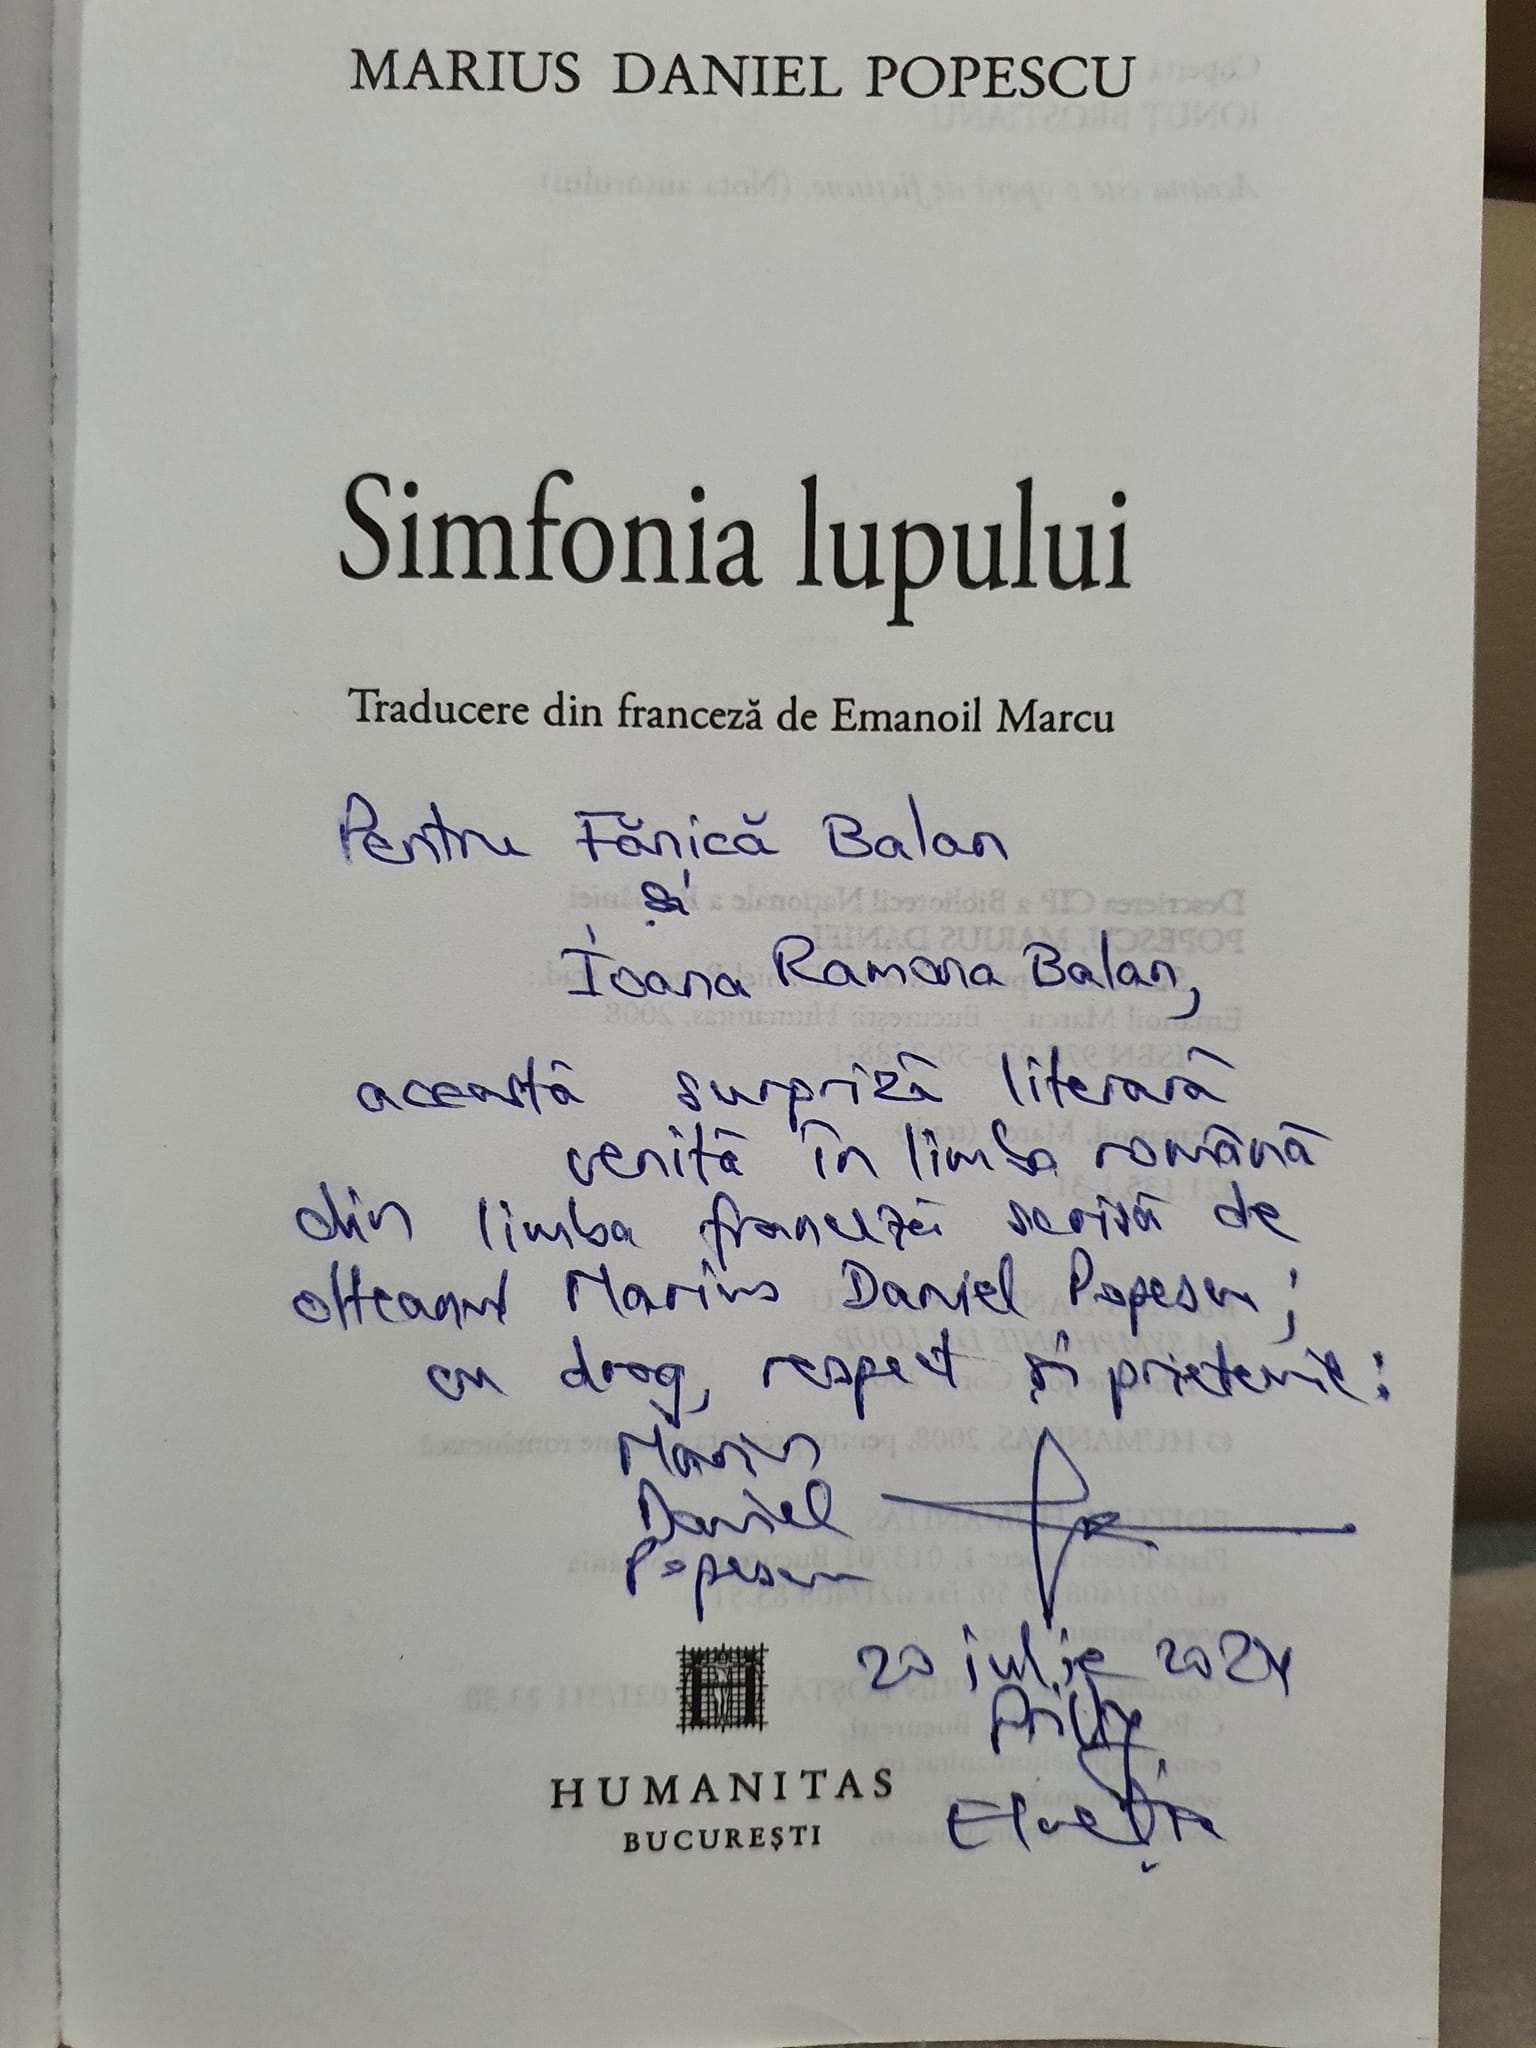 MARIUS DANIEL POPESCU
Simfonia lupului
Traducere din franceză de Emanoil Marcu
Pentru Fănică Balan
și
Ioana Ramona Balan,
această surpriză literară
venită în limba română
din limba franceză scrisă de
olteanul Marius Daniel Popescu;
cu drag, respect și prietenie:
Marius
Daniel
Popescu
20 iulie 2024
Prilly
Elveția
HUMANITAS
BUCUREȘTI